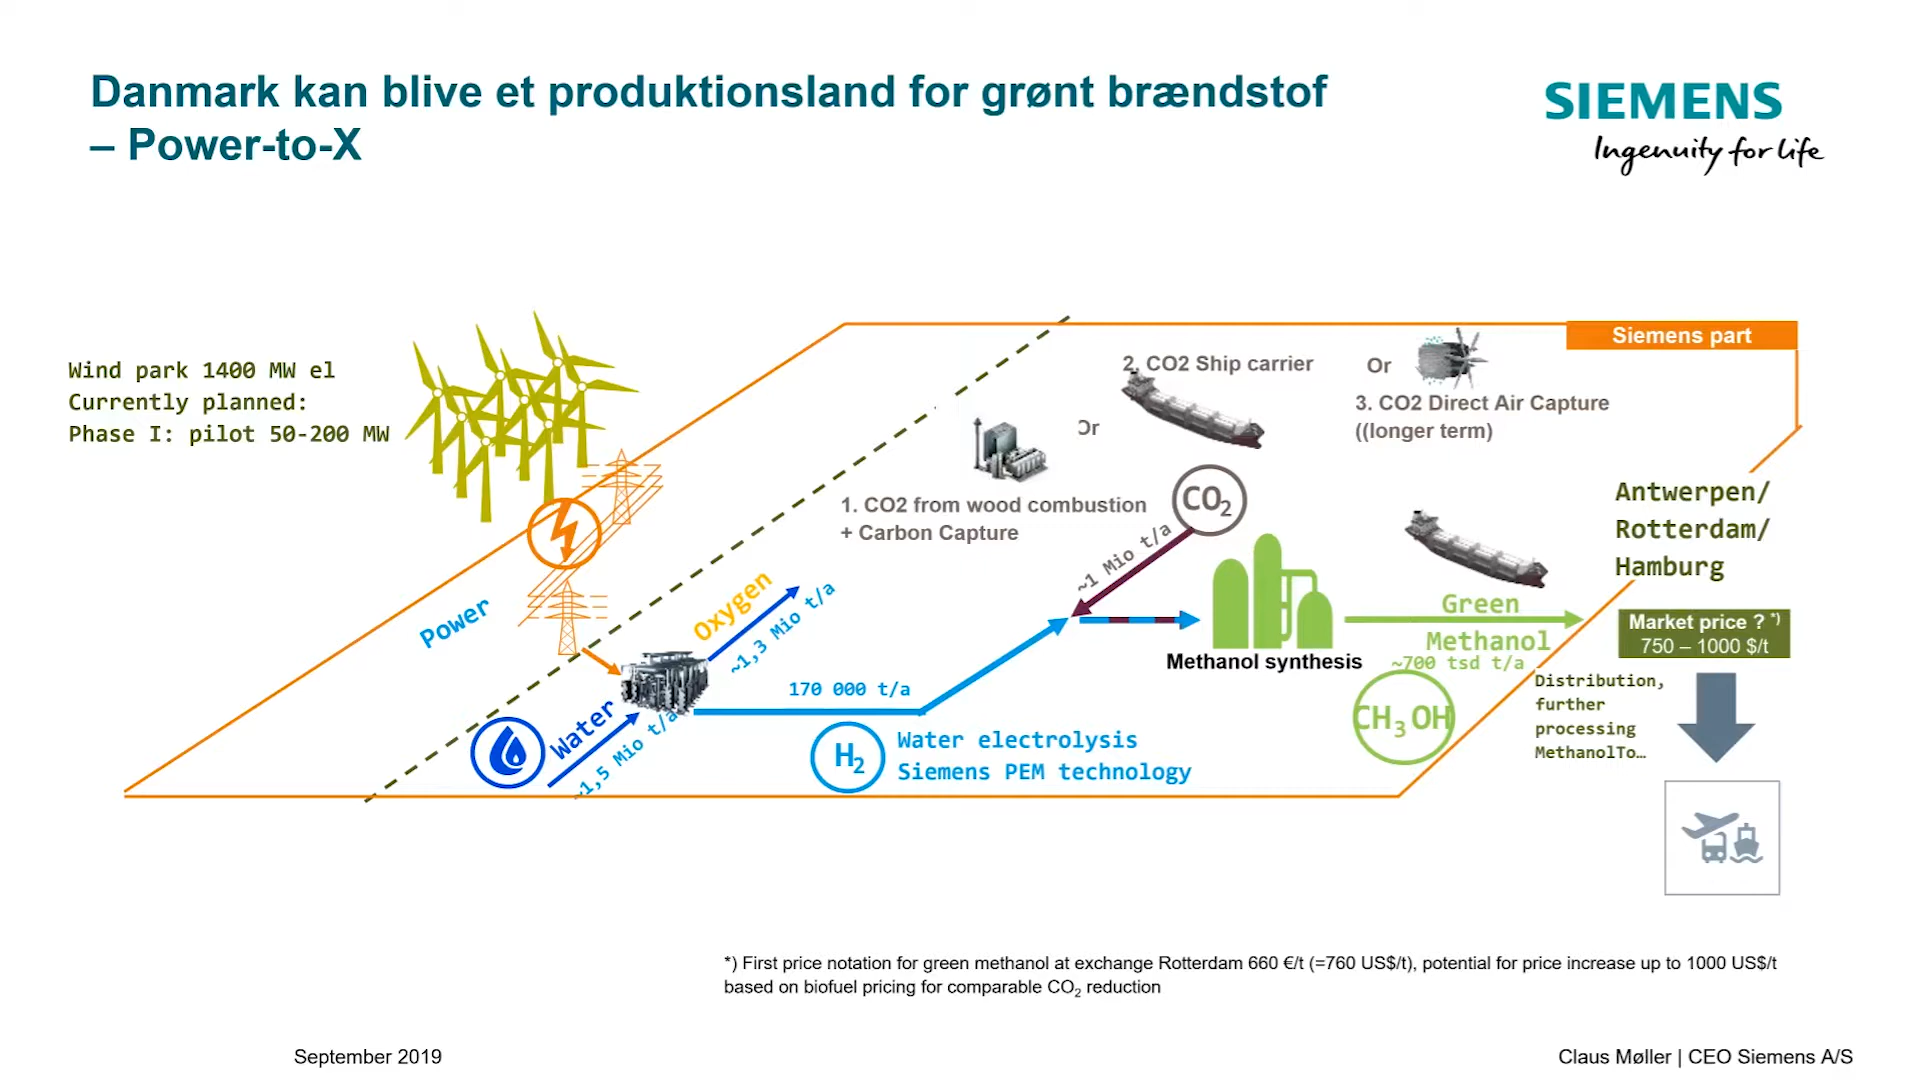 Danmark kan blive et produktionsland for grønt brændstof
– Power-to-X
SIEMENS
Ingenuity for life
Siemens part
Wind park 1400 MW el
Currently planned:
Phase I: pilot 50-200 MW
2. CO2 Ship carrier
Or
3. CO2 Direct Air Capture
((longer term)
Or
1. CO2 from wood combustion
+ Carbon Capture
CO2
~1 Mio t/a
Antwerpen/
Rotterdam/
Hamburg
Power
Oxygen
~1,3 Mio t/a
Water
~1,5 Mio t/a
170 000 t/a
H2
Water electrolysis
Siemens PEM technology
Methanol synthesis
Green
Methanol
~700 tsd t/a
CH3OH
Market price ? *)
750 – 1000 $/t
Distribution,
further
processing
MethanolTo…
*) First price notation for green methanol at exchange Rotterdam 660 €/t (=760 US$/t), potential for price increase up to 1000 US$/t
based on biofuel pricing for comparable CO2 reduction
September 2019
Claus Møller | CEO Siemens A/S